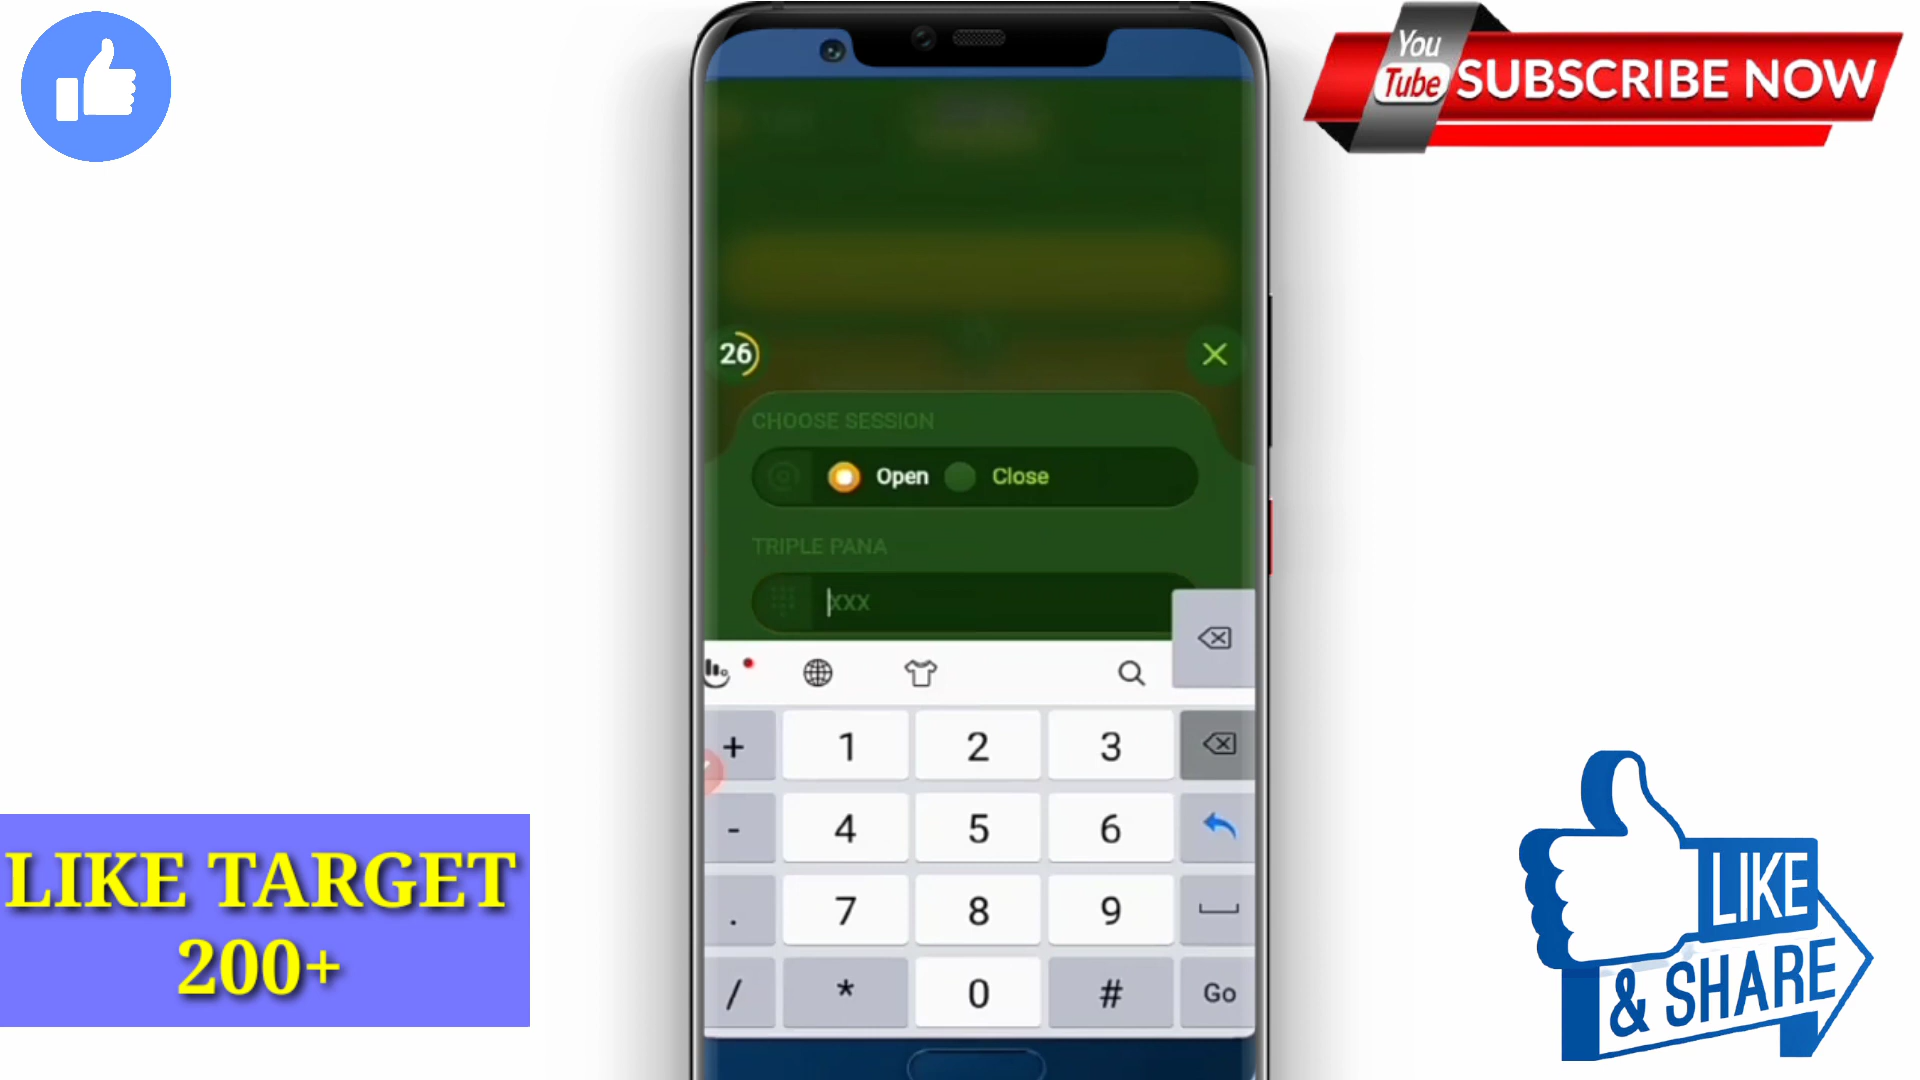 You
Tube
SUBSCRIBE NOW
26
CHOOSE SESSION
Open
Close
TRIPLE PANA
XXX
+ 1 2 3
- 4 5 6
. 7 8 9
/ * 0 # Go
LIKE TARGET
200+
LIKE
& SHARE